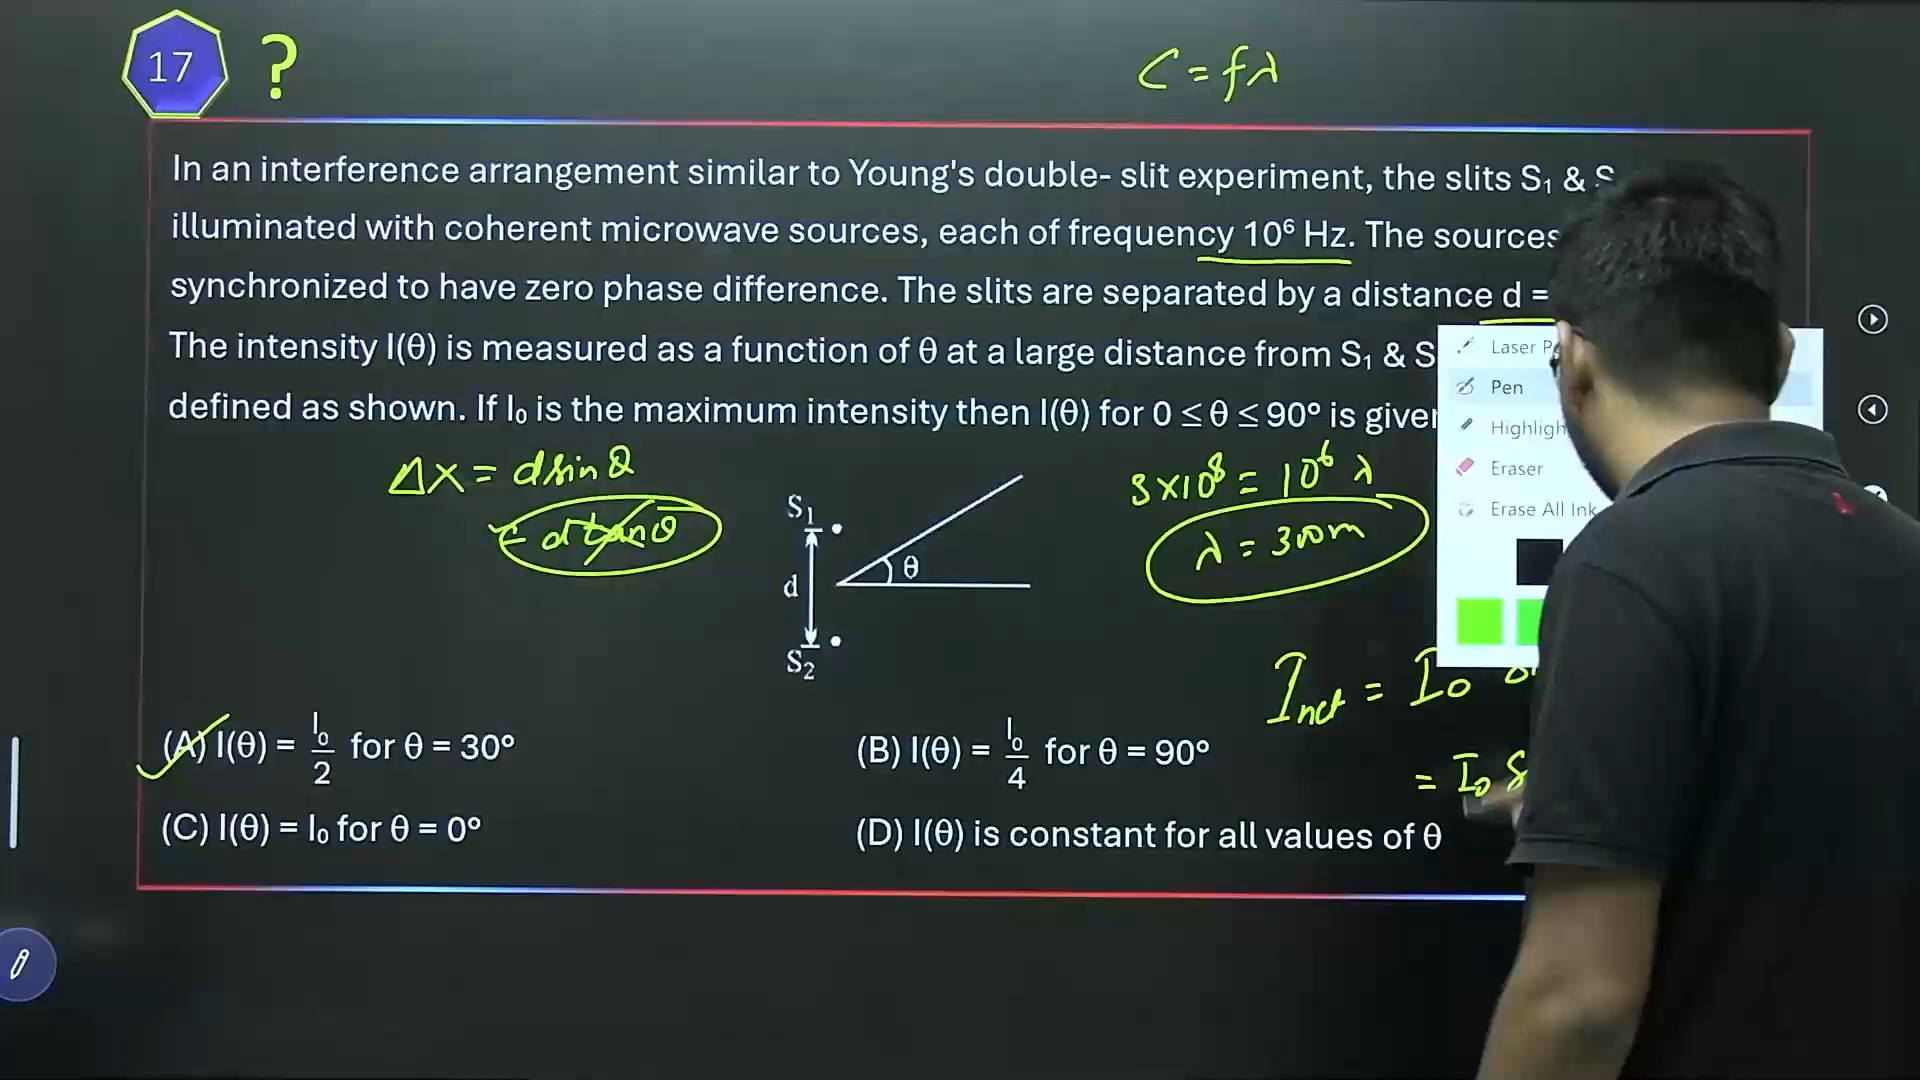 17 ?
C = fλ
In an interference arrangement similar to Young's double- slit experiment, the slits S₁ & S
illuminated with coherent microwave sources, each of frequency 10⁶ Hz. The sources
synchronized to have zero phase difference. The slits are separated by a distance d =
The intensity I(θ) is measured as a function of θ at a large distance from S₁ & S
defined as shown. If I₀ is the maximum intensity then I(θ) for 0 ≤ θ ≤ 90° is given
Laser P
Pen
Highligh
Eraser
Erase All Ink
Δx = d sin θ
= d tan θ
S₁
d
S₂
θ
3×10⁸ = 10⁶ λ
λ = 300m
I net = I₀
= I₀
(A) I(θ) = I₀/2 for θ = 30°
(B) I(θ) = I₀/4 for θ = 90°
(C) I(θ) = I₀ for θ = 0°
(D) I(θ) is constant for all values of θ